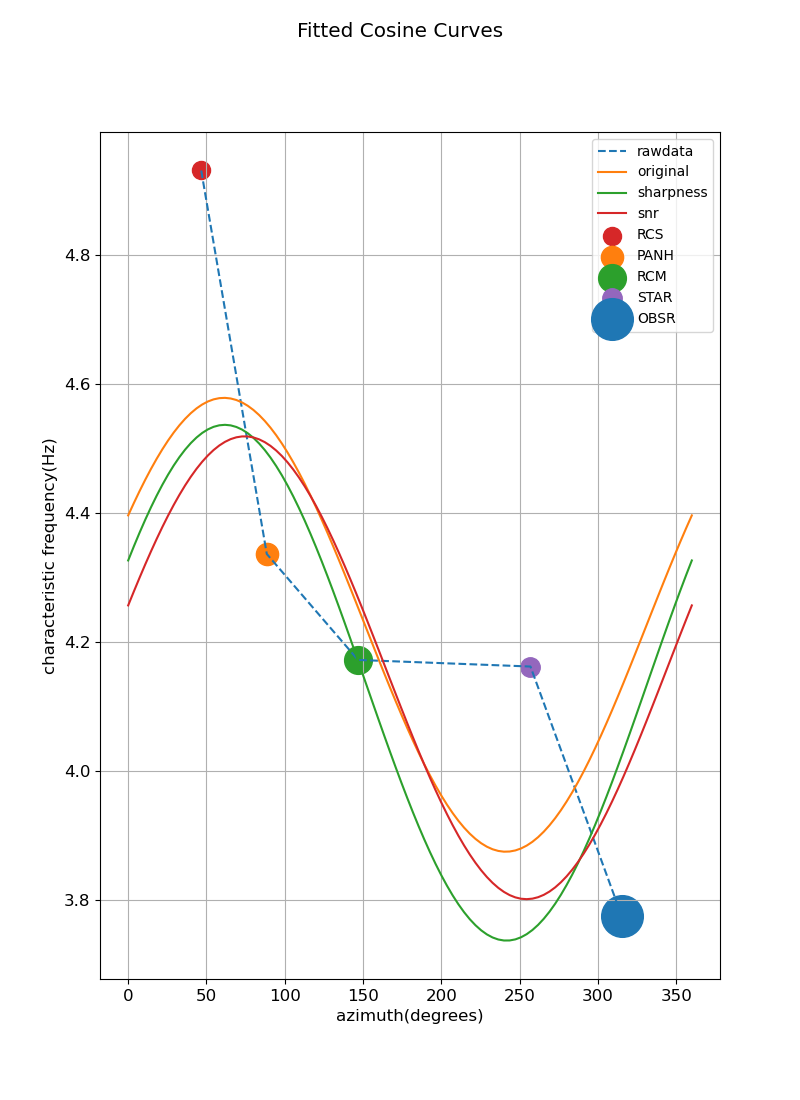 Fitted Cosine Curves
rawdata
original
sharpness
snr
RCS
PANH
RCM
STAR
OBSR
4.8
4.6
4.4
4.2
4.0
3.8
characteristic frequency(Hz)
0 50 100 150 200 250 300 350
azimuth(degrees)